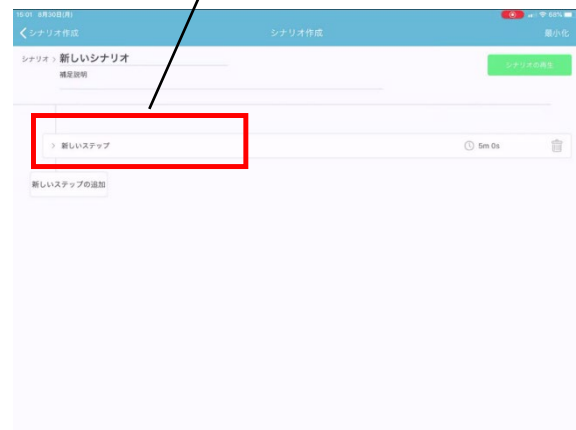 15:01 8月30日(月)
66%
シナリオ作成
シナリオ作成
最小化
シナリオ 新しいシナリオ
シナリオの再生
補足説明
新しいステップ
5m 0s
新しいステップの追加